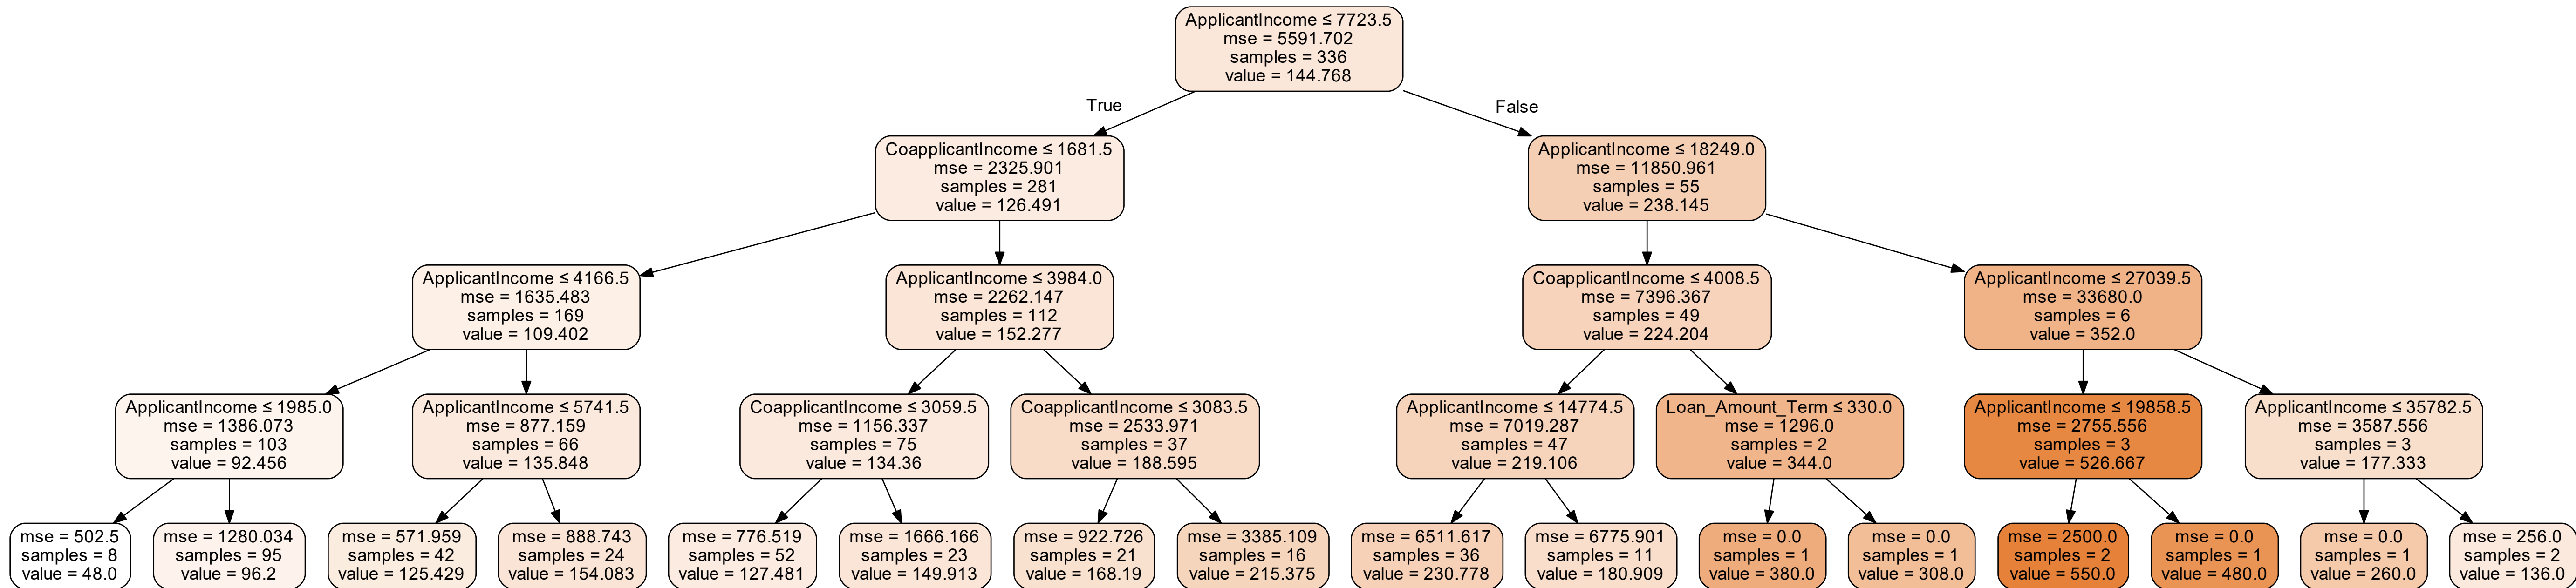 ApplicantIncome ≤ 7723.5
mse = 5591.702
samples = 336
value = 144.768
True
False
CoapplicantIncome ≤ 1681.5
mse = 2325.901
samples = 281
value = 126.491
ApplicantIncome ≤ 18249.0
mse = 11850.961
samples = 55
value = 238.145
ApplicantIncome ≤ 4166.5
mse = 1635.483
samples = 169
value = 109.402
ApplicantIncome ≤ 3984.0
mse = 2262.147
samples = 112
value = 152.277
CoapplicantIncome ≤ 4008.5
mse = 7396.367
samples = 49
value = 224.204
ApplicantIncome ≤ 27039.5
mse = 33680.0
samples = 6
value = 352.0
ApplicantIncome ≤ 1985.0
mse = 1386.073
samples = 103
value = 92.456
ApplicantIncome ≤ 5741.5
mse = 877.159
samples = 66
value = 135.848
CoapplicantIncome ≤ 3059.5
mse = 1156.337
samples = 75
value = 134.36
CoapplicantIncome ≤ 3083.5
mse = 2533.971
samples = 37
value = 188.595
ApplicantIncome ≤ 14774.5
mse = 7019.287
samples = 47
value = 219.106
Loan_Amount_Term ≤ 330.0
mse = 1296.0
samples = 2
value = 344.0
ApplicantIncome ≤ 19858.5
mse = 2755.556
samples = 3
value = 526.667
ApplicantIncome ≤ 35782.5
mse = 3587.556
samples = 3
value = 177.333
mse = 502.5
samples = 8
value = 48.0
mse = 1280.034
samples = 95
value = 96.2
mse = 571.959
samples = 42
value = 125.429
mse = 888.743
samples = 24
value = 154.083
mse = 776.519
samples = 52
value = 127.481
mse = 1666.166
samples = 23
value = 149.913
mse = 922.726
samples = 21
value = 168.19
mse = 3385.109
samples = 16
value = 215.375
mse = 6511.617
samples = 36
value = 230.778
mse = 6775.901
samples = 11
value = 180.909
mse = 0.0
samples = 1
value = 380.0
mse = 0.0
samples = 1
value = 308.0
mse = 2500.0
samples = 2
value = 550.0
mse = 0.0
samples = 1
value = 480.0
mse = 0.0
samples = 1
value = 260.0
mse = 256.0
samples = 2
value = 136.0